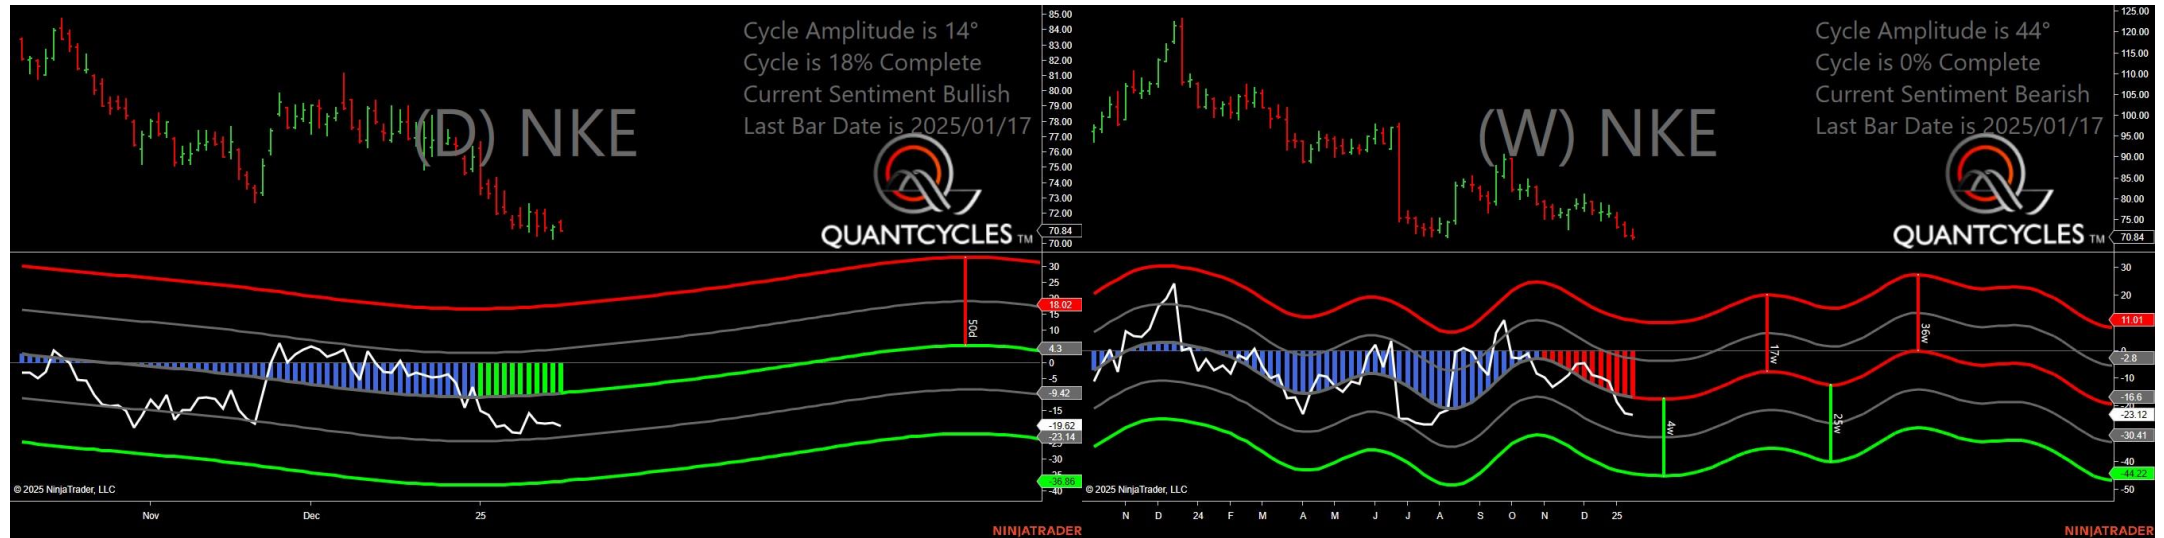 Cycle Amplitude is 14°
Cycle is 18% Complete
Current Sentiment Bullish
Last Bar Date is 2025/01/17
(D) NKE
QUANTCYCLES TM
85.00
84.00
83.00
82.00
81.00
80.00
79.00
78.00
77.00
76.00
75.00
74.00
73.00
72.00
70.84
70.00
30
25
18.02
15
10
4.3
0
-5
-9.42
-15
-19.62
-23.14
-30
-36.86
-40
50d
© 2025 NinjaTrader, LLC
Nov
Dec
25
NINJATRADER
Cycle Amplitude is 44°
Cycle is 0% Complete
Current Sentiment Bearish
Last Bar Date is 2025/01/17
(W) NKE
QUANTCYCLES TM
125.00
120.00
115.00
110.00
105.00
100.00
95.00
90.00
85.00
80.00
75.00
70.84
30
20
11.01
0
-2.8
-10
-16.6
-23.12
-30.41
-40
-44.22
-50
17w
36w
4w
25w
© 2025 NinjaTrader, LLC
N D 24 F M A M J J A S O N D 25
NINJATRADER